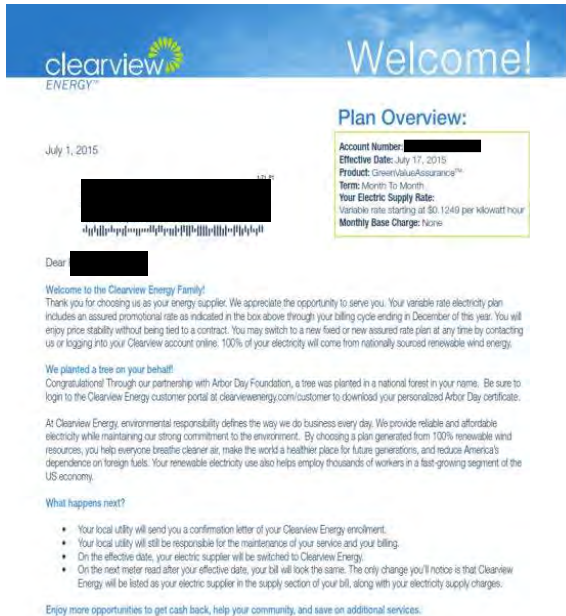 clearview
ENERGY™
Welcome!
Plan Overview:
July 1, 2015
Account Number:
Effective Date: July 17, 2015
Product: GreenValueAssurance™
Term: Month To Month
Your Electric Supply Rate:
Variable rate starting at $0.1249 per kilowatt hour
Monthly Base Charge: None
Dear
Welcome to the Clearview Energy Family!
Thank you for choosing us as your energy supplier. We appreciate the opportunity to serve you. Your variable rate electricity plan
includes an assured promotional rate as indicated in the box above through your billing cycle ending in December of this year. You will
enjoy price stability without being tied to a contract. You may switch to a new fixed or new assured rate plan at any time by contacting
us or logging into your Clearview account online. 100% of your electricity will come from nationally sourced renewable wind energy.
We planted a tree on your behalf!
Congratulations! Through our partnership with Arbor Day Foundation, a tree was planted in a national forest in your name. Be sure to
login to the Clearview Energy customer portal at clearviewenergy.com/customer to download your personalized Arbor Day certificate.
At Clearview Energy, environmental responsibility defines the way we do business every day. We provide reliable and affordable
electricity while maintaining our strong commitment to the environment. By choosing a plan generated from 100% renewable wind
resources, you help everyone breathe cleaner air, make the world a healthier place for future generations, and reduce America's
dependence on foreign fuels. Your renewable electricity use also helps employ thousands of workers in a fast-growing segment of the
US economy.
What happens next?
• Your local utility will send you a confirmation letter of your Clearview Energy enrollment.
• Your local utility will still be responsible for the maintenance of your service and your billing.
• On the effective date, your electric supplier will be switched to Clearview Energy.
• On the next meter read after your effective date, your bill will look the same. The only change you'll notice is that Clearview
Energy will be listed as your electric supplier in the supply section of your bill, along with your electricity supply charges.
Enjoy more opportunities to get cash back, help your community, and save on additional services.